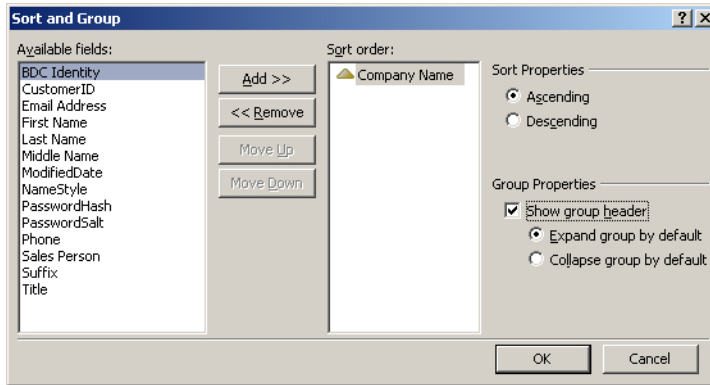 Sort and Group
Available fields:
BDC Identity
CustomerID
Email Address
First Name
Last Name
Middle Name
ModifiedDate
NameStyle
PasswordHash
PasswordSalt
Phone
Sales Person
Suffix
Title
Add >>
<< Remove
Move Up
Move Down
Sort order:
Company Name
Sort Properties
Ascending
Descending
Group Properties
Show group header
Expand group by default
Collapse group by default
OK
Cancel